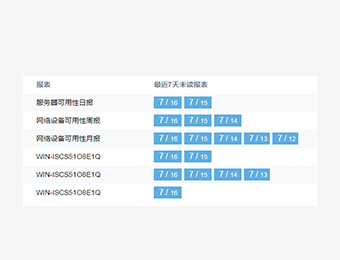 报表 最近7天未读报表
服务器可用性日报 7 / 16 7 / 15
网络设备可用性周报 7 / 16 7 / 15 7 / 14
网络设备可用性月报 7 / 16 7 / 15 7 / 14 7 / 13 7 / 12
WIN-ISCS51O8E1Q 7 / 16 7 / 15
WIN-ISCS51O8E1Q 7 / 16 7 / 15 7 / 14 7 / 13
WIN-ISCS51O8E1Q 7 / 16